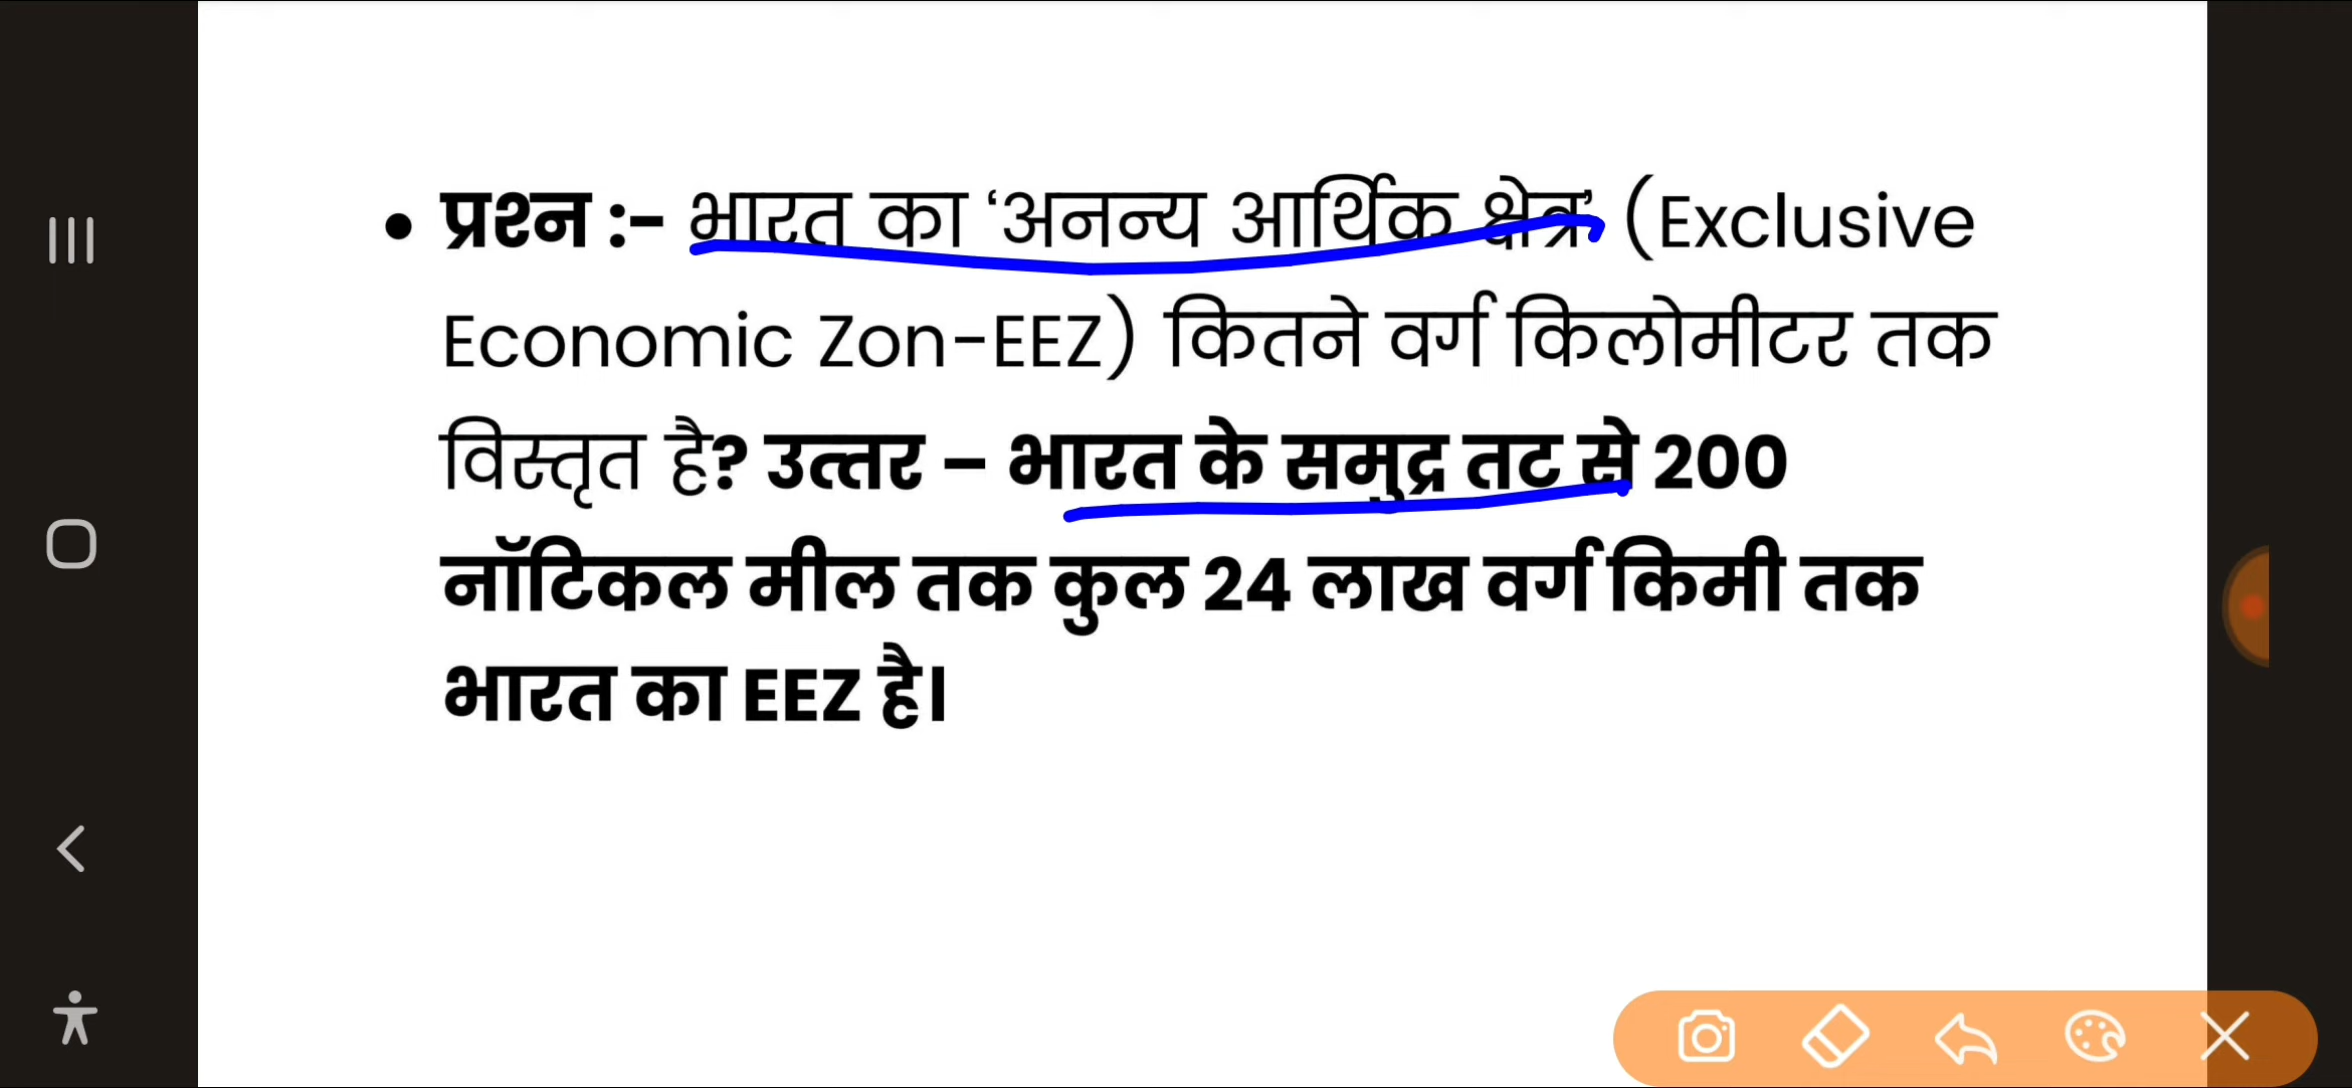 • प्रश्न :- भारत का ‘अनन्य आर्थिक क्षेत्र’ (Exclusive
Economic Zon-EEZ) कितने वर्ग किलोमीटर तक
विस्तृत है? उत्तर – भारत के समुद्र तट से 200
नॉटिकल मील तक कुल 24 लाख वर्ग किमी तक
भारत का EEZ है।